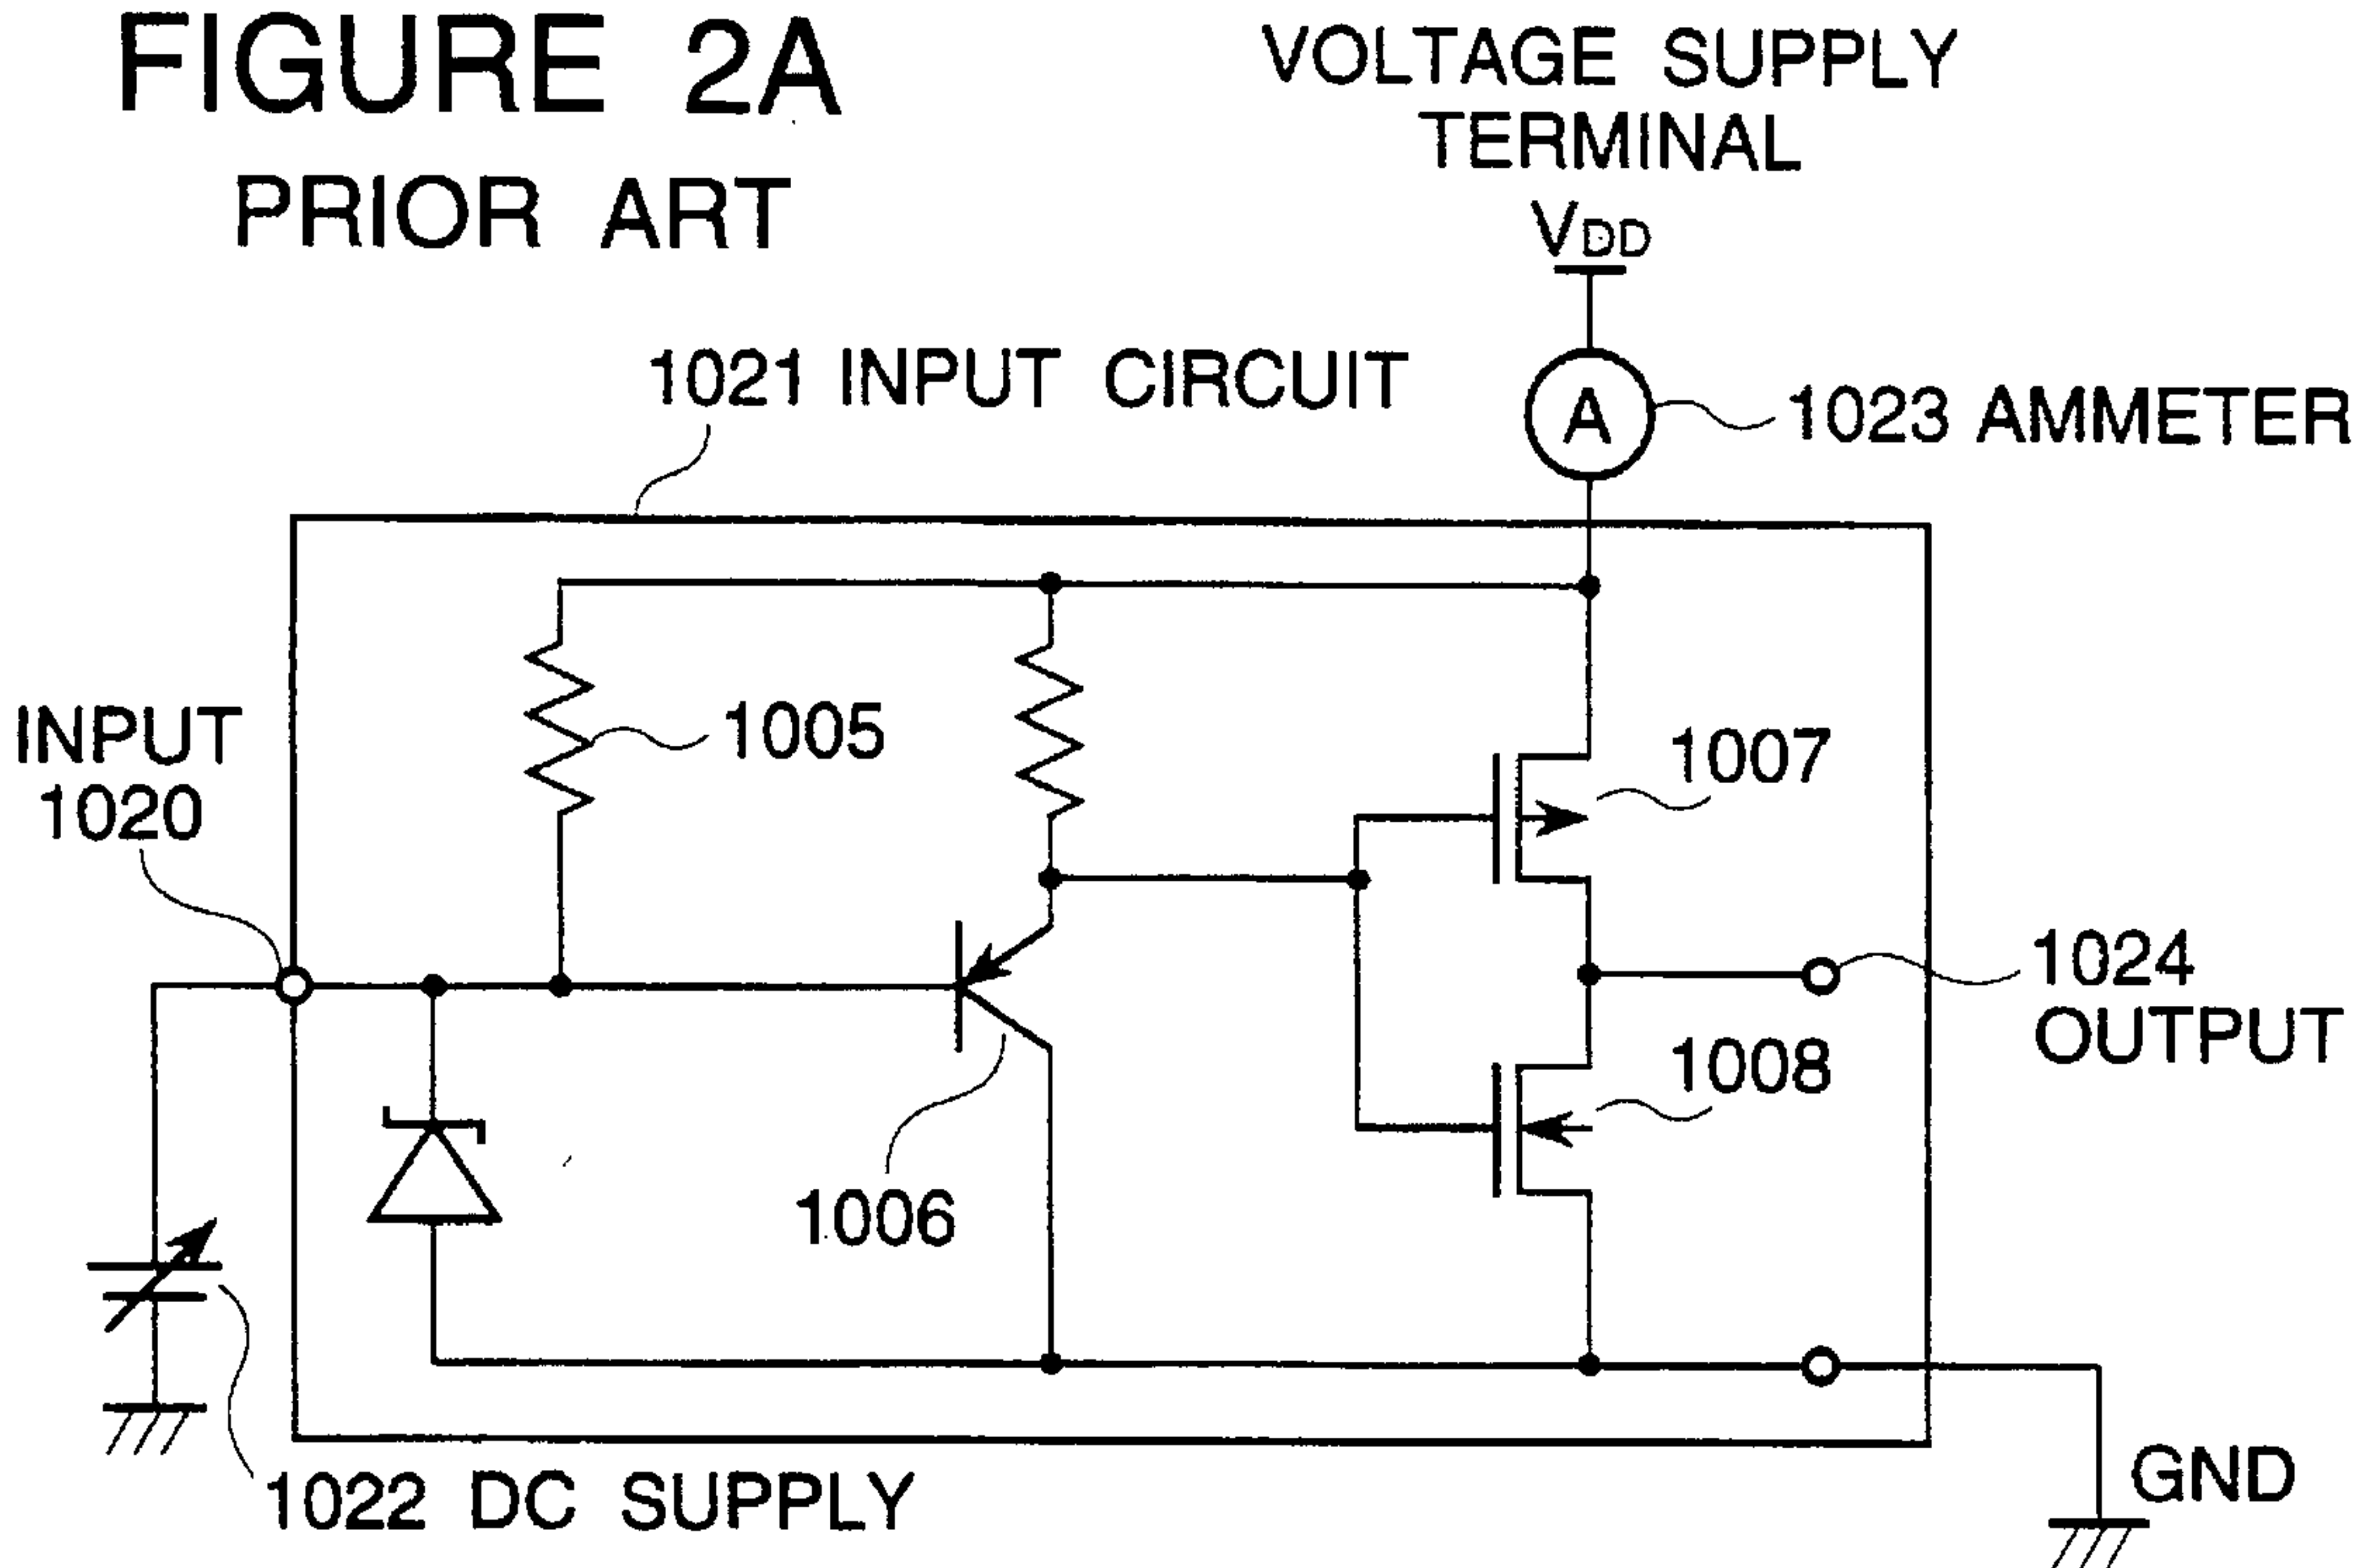 FIGURE 2A
PRIOR ART
VOLTAGE SUPPLY
TERMINAL
VDD
1021 INPUT CIRCUIT
A
1023 AMMETER
INPUT
1020
1005
1007
1024
OUTPUT
1008
1006
1022 DC SUPPLY
GND